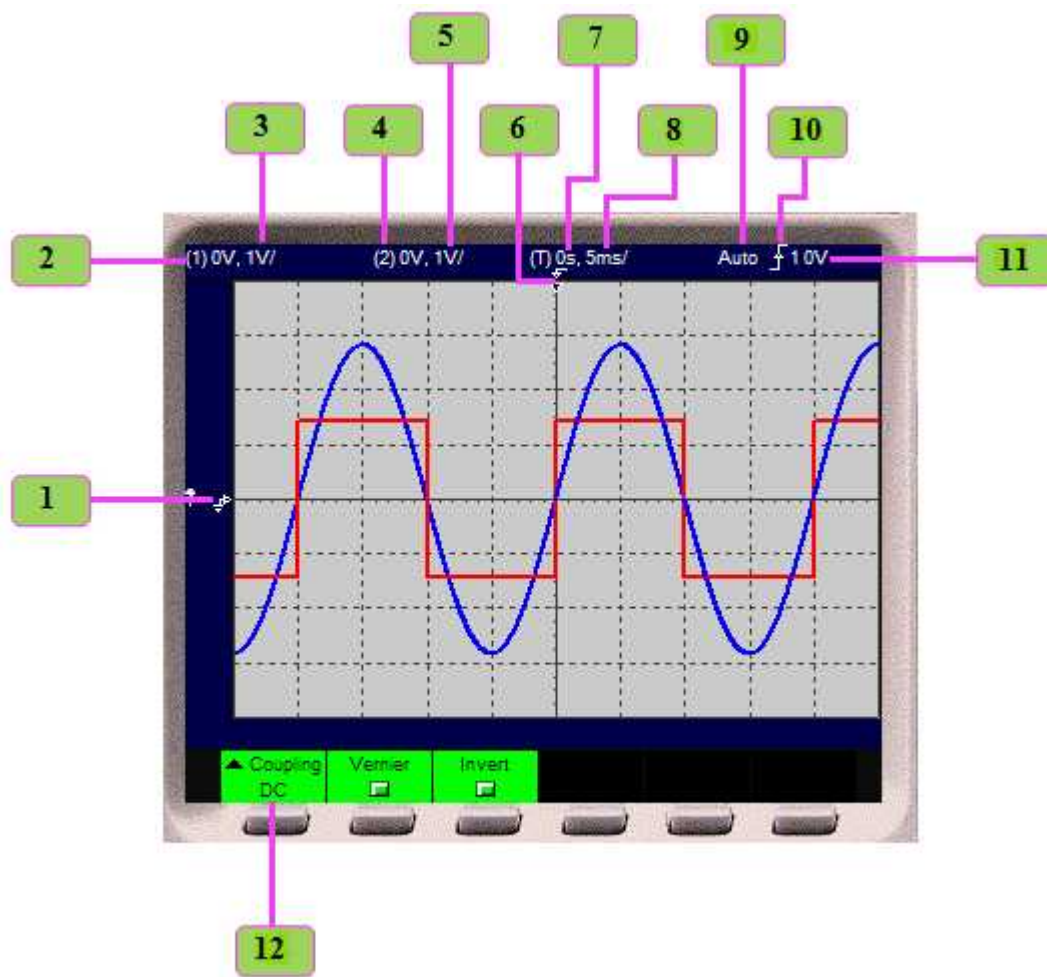 5
7
9
3
4
6
8
10
2
(1) 0V, 1V/
(2) 0V, 1V/
(T) 0s, 5ms/
Auto
1 0V
11
1
Coupling
DC
Vernier
Invert
12